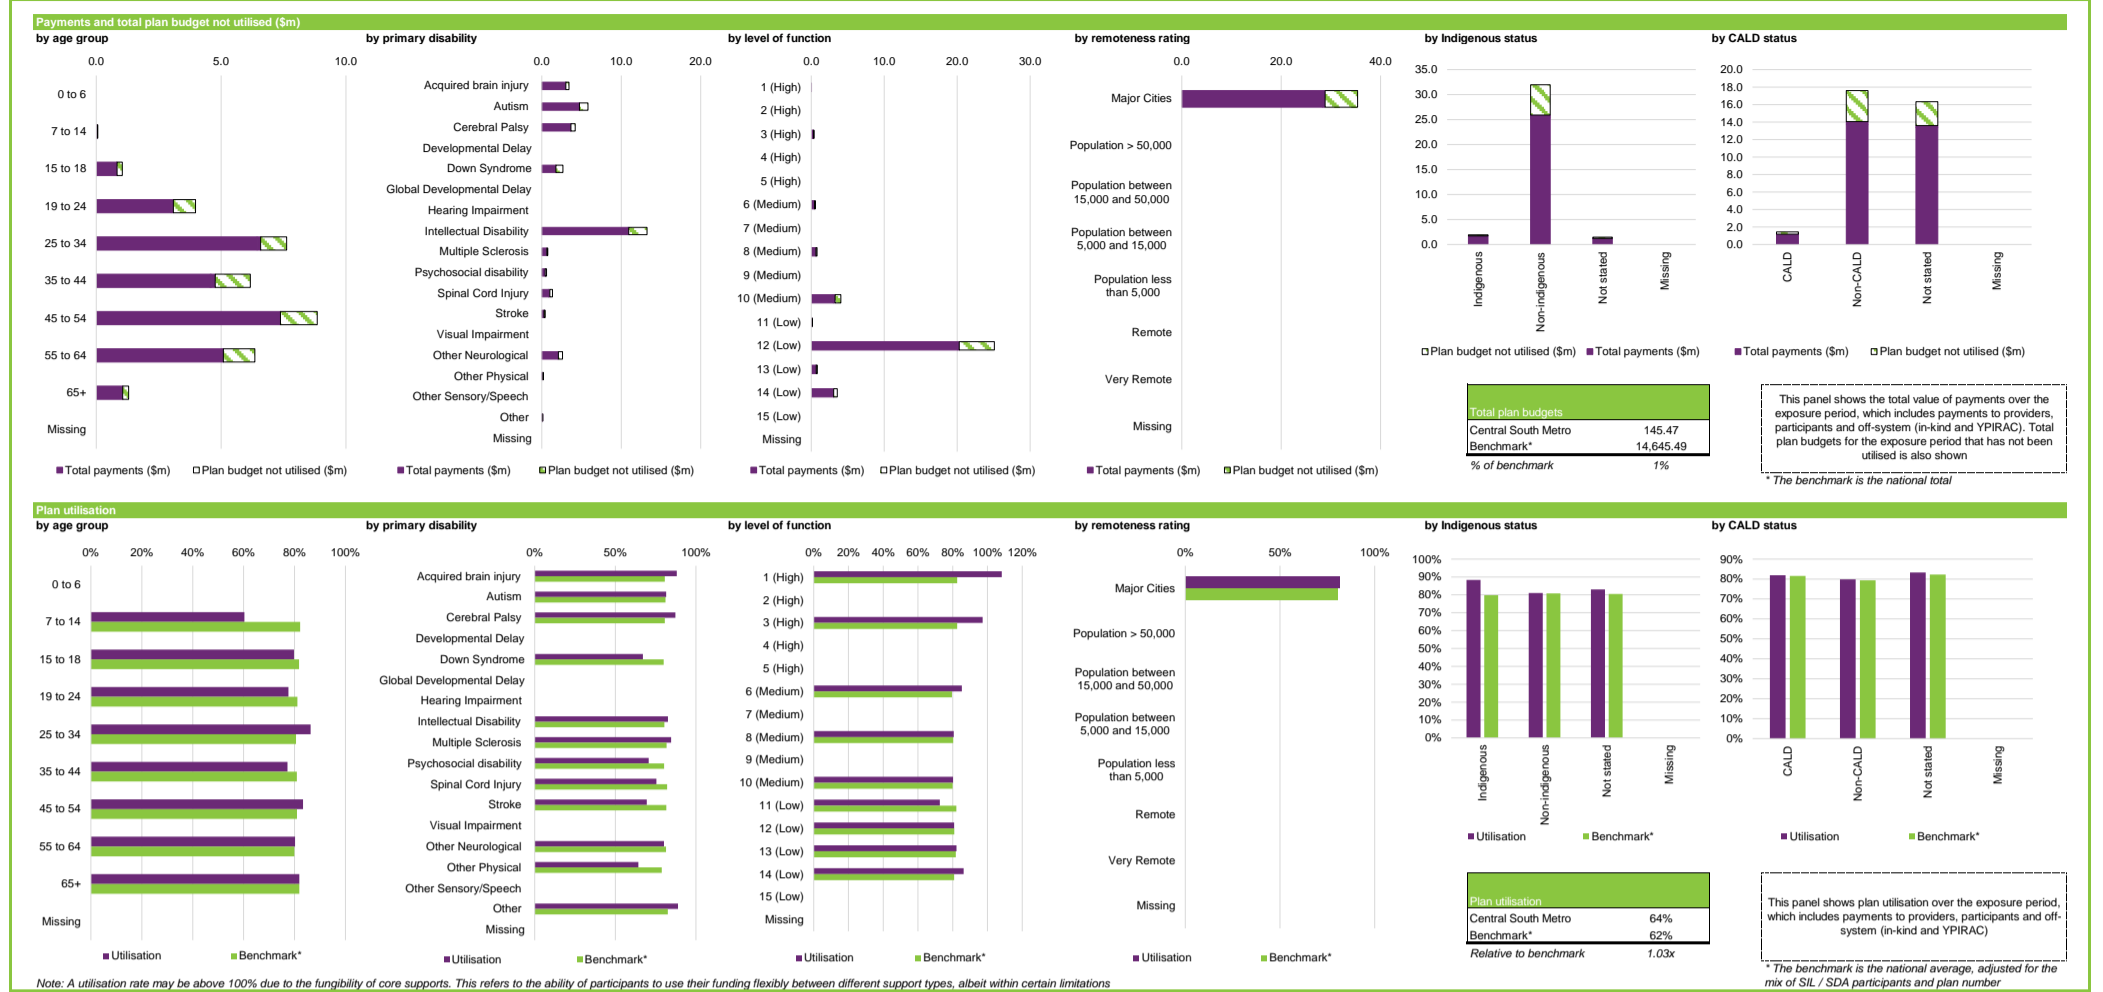 Payments and total plan budget not utilised ($m)
by age group
0.0 5.0 10.0
0 to 6
7 to 14
15 to 18
19 to 24
25 to 34
35 to 44
45 to 54
55 to 64
65+
Missing
Total payments ($m) Plan budget not utilised ($m)
by primary disability
0.0 10.0 20.0
Acquired brain injury
Autism
Cerebral Palsy
Developmental Delay
Down Syndrome
Global Developmental Delay
Hearing Impairment
Intellectual Disability
Multiple Sclerosis
Psychosocial disability
Spinal Cord Injury
Stroke
Visual Impairment
Other Neurological
Other Physical
Other Sensory/Speech
Other
Missing
Total payments ($m) Plan budget not utilised ($m)
by level of function
0.0 10.0 20.0 30.0
1 (High)
2 (High)
3 (High)
4 (High)
5 (High)
6 (Medium)
7 (Medium)
8 (Medium)
9 (Medium)
10 (Medium)
11 (Low)
12 (Low)
13 (Low)
14 (Low)
15 (Low)
Missing
Total payments ($m) Plan budget not utilised ($m)
by remoteness rating
0.0 20.0 40.0
Major Cities
Population > 50,000
Population between
15,000 and 50,000
Population between
5,000 and 15,000
Population less
than 5,000
Remote
Very Remote
Missing
Total payments ($m) Plan budget not utilised ($m)
by Indigenous status
35.0
30.0
25.0
20.0
15.0
10.0
5.0
0.0
Indigenous
Non-indigenous
Not stated
Missing
Plan budget not utilised ($m) Total payments ($m)
by CALD status
20.0
18.0
16.0
14.0
12.0
10.0
8.0
6.0
4.0
2.0
0.0
CALD
Non-CALD
Not stated
Missing
Total payments ($m) Plan budget not utilised ($m)
Total plan budgets
Central South Metro 145.47
Benchmark* 14,645.49
% of benchmark 1%
This panel shows the total value of payments over the
exposure period, which includes payments to providers,
participants and off-system (in-kind and YPIRAC). Total
plan budgets for the exposure period that has not been
utilised is also shown
* The benchmark is the national total
Plan utilisation
by age group
0% 20% 40% 60% 80% 100%
0 to 6
7 to 14
15 to 18
19 to 24
25 to 34
35 to 44
45 to 54
55 to 64
65+
Missing
Utilisation Benchmark*
by primary disability
0% 50% 100%
Acquired brain injury
Autism
Cerebral Palsy
Developmental Delay
Down Syndrome
Global Developmental Delay
Hearing Impairment
Intellectual Disability
Multiple Sclerosis
Psychosocial disability
Spinal Cord Injury
Stroke
Visual Impairment
Other Neurological
Other Physical
Other Sensory/Speech
Other
Missing
Utilisation Benchmark*
by level of function
0% 20% 40% 60% 80% 100% 120%
1 (High)
2 (High)
3 (High)
4 (High)
5 (High)
6 (Medium)
7 (Medium)
8 (Medium)
9 (Medium)
10 (Medium)
11 (Low)
12 (Low)
13 (Low)
14 (Low)
15 (Low)
Missing
Utilisation Benchmark*
by remoteness rating
0% 50% 100%
Major Cities
Population > 50,000
Population between
15,000 and 50,000
Population between
5,000 and 15,000
Population less
than 5,000
Remote
Very Remote
Missing
Utilisation Benchmark*
by Indigenous status
100%
90%
80%
70%
60%
50%
40%
30%
20%
10%
0%
Indigenous
Non-indigenous
Not stated
Missing
Utilisation Benchmark*
by CALD status
90%
80%
70%
60%
50%
40%
30%
20%
10%
0%
CALD
Non-CALD
Not stated
Missing
Utilisation Benchmark*
Plan utilisation
Central South Metro 64%
Benchmark* 62%
Relative to benchmark 1.03x
This panel shows plan utilisation over the exposure period,
which includes payments to providers, participants and off-
system (in-kind and YPIRAC)
* The benchmark is the national average, adjusted for the
mix of SIL / SDA participants and plan number
Note: A utilisation rate may be above 100% due to the fungibility of core supports. This refers to the ability of participants to use their funding flexibly between different support types, albeit within certain limitations